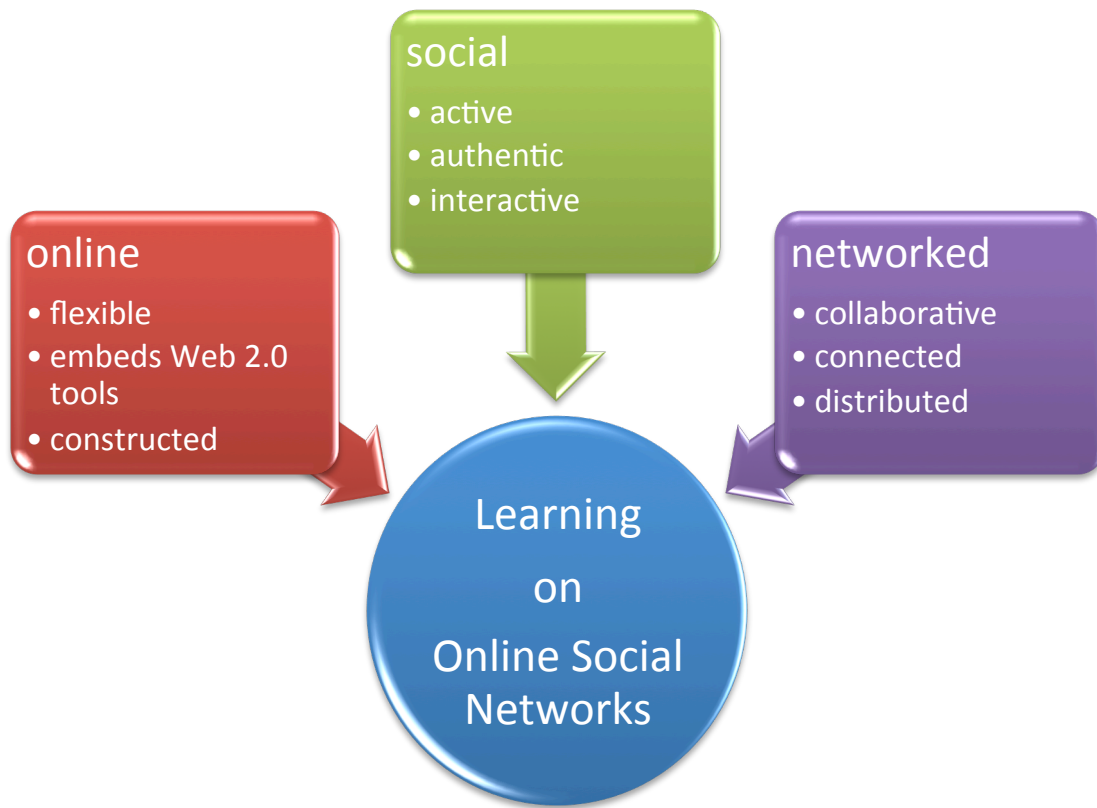 social
• active
• authentic
• interactive
online
• flexible
• embeds Web 2.0
tools
• constructed
networked
• collaborative
• connected
• distributed
Learning
on
Online Social
Networks